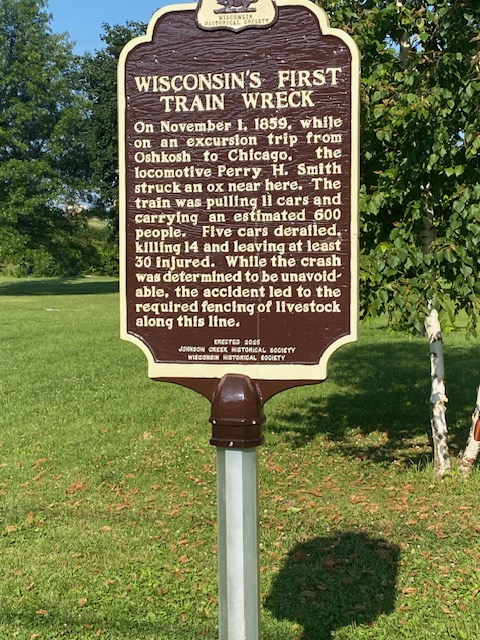 WISCONSIN
HISTORICAL SOCIETY
WISCONSIN'S FIRST
TRAIN WRECK
On November 1, 1859, while
on an excursion trip from
Oshkosh to Chicago, the
locomotive Perry H. Smith
struck an ox near here. The
train was pulling 11 cars and
carrying an estimated 600
people. Five cars derailed,
killing 14 and leaving at least
30 injured. While the crash
was determined to be unavoid-
able, the accident led to the
required fencing of livestock
along this line.
ERECTED 2025
JOHNSON CREEK HISTORICAL SOCIETY
WISCONSIN HISTORICAL SOCIETY